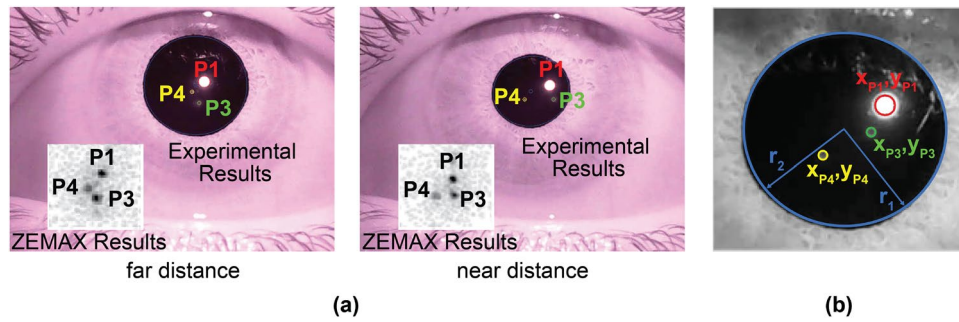 P1
P4
P3
Experimental
Results
P1
P4
P3
ZEMAX Results
far distance
P1
P4
P3
Experimental
Results
P1
P4
P3
ZEMAX Results
near distance
(a)
xP1,yP1
xP3,yP3
xP4,yP4
r2
r1
(b)